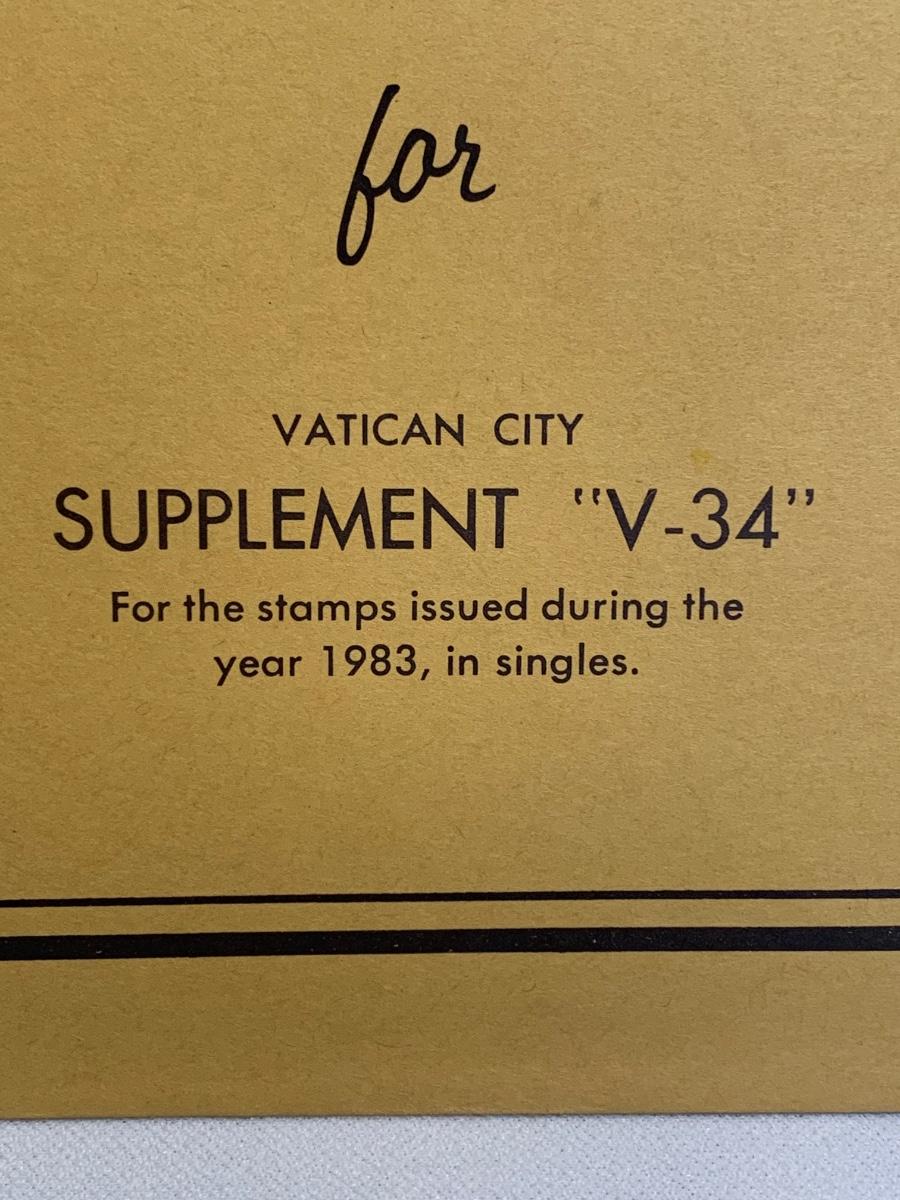 for
VATICAN CITY
SUPPLEMENT "V-34"
For the stamps issued during the
year 1983, in singles.